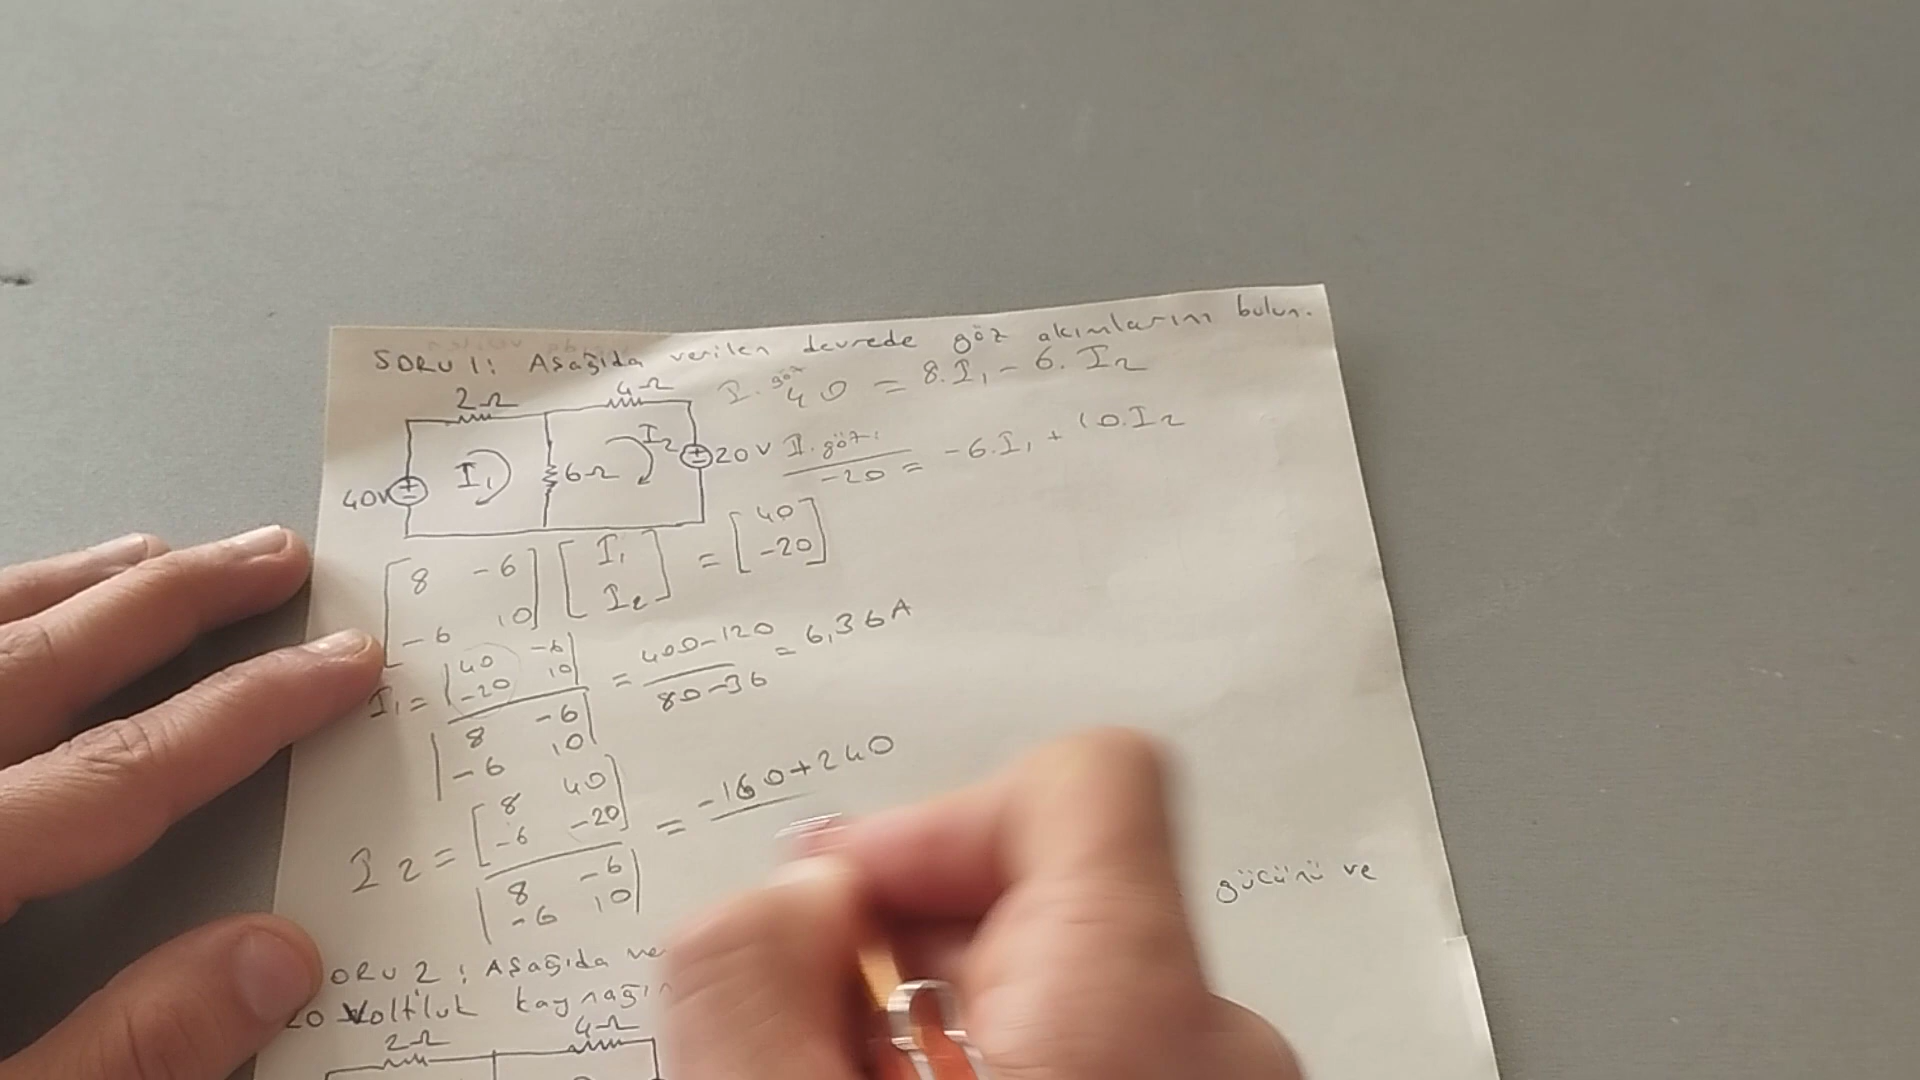 SORU 1: Aşağıda verilen devrede göz akımlarını bulun.
2Ω 4Ω
I. göz
40 = 8.I₁ - 6.I₂
40V I₁ 6Ω I₂ 20V
II. göz:
-20 = -6.I₁ + 10.I₂
[8 -6] [I₁] = [40]
[-6 10] [I₂] [-20]
I₁ = |40 -6| = 400-120 = 6,36A
|-20 10| 80-36
|8 -6|
|-6 10|
I2 = [8 40] = -160+240
[-6 -20]
|8 -6|
|-6 10|
gücünü ve
ORU 2 : Aşağıda ve
20 Voltluk kaynağın
2Ω 4Ω